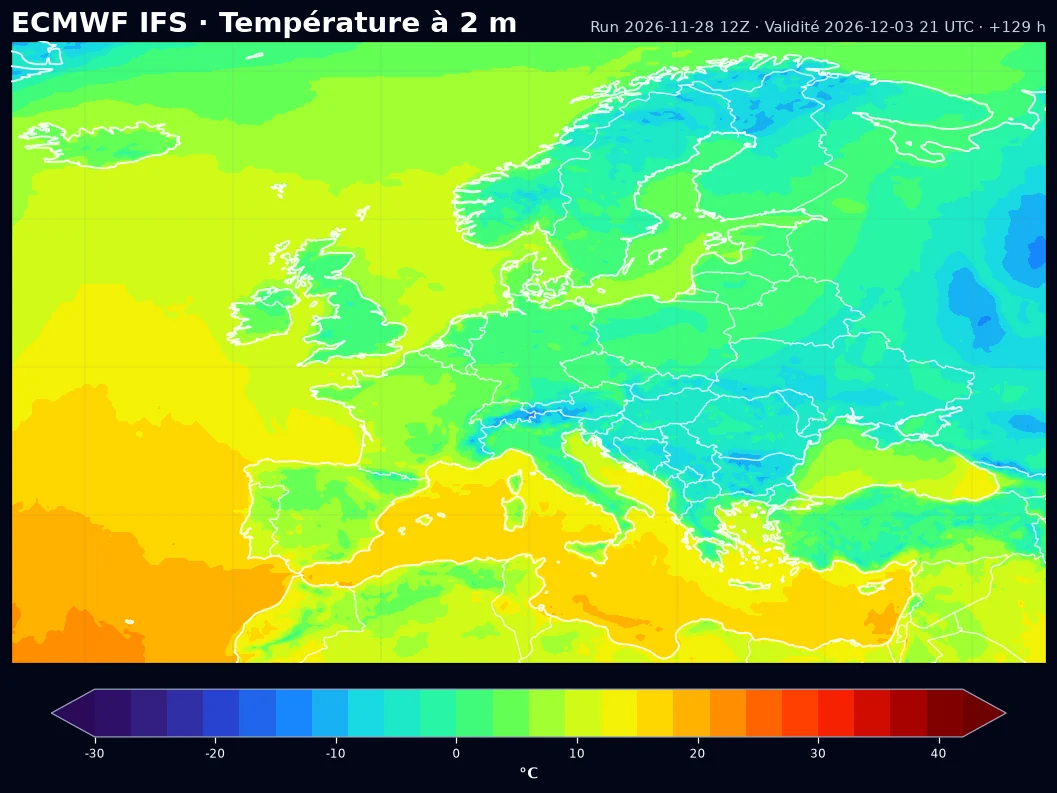 ECMWF IFS · Température à 2 m
Run 2026-11-28 12Z · Validité 2026-12-03 21 UTC · +129 h
-30 -20 -10 0 10 20 30 40
°C